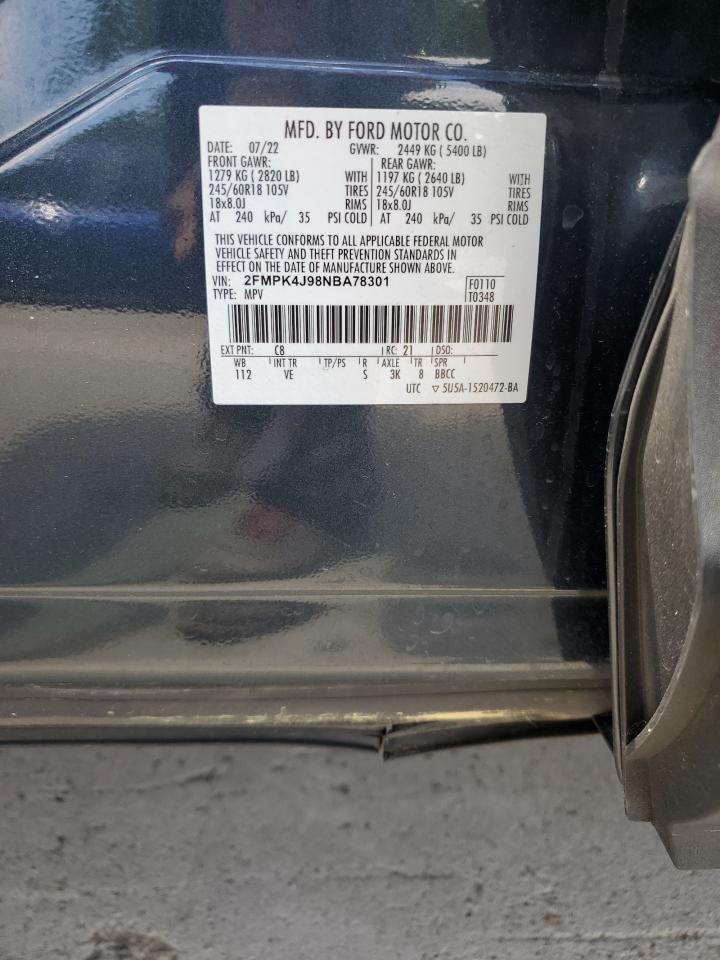 MFD. BY FORD MOTOR CO.
DATE: 07/22 GVWR: 2449 KG ( 5400 LB)
FRONT GAWR: REAR GAWR:
1279 KG ( 2820 LB) WITH 1197 KG ( 2640 LB) WITH
245/60R18 105V TIRES 245/60R18 105V TIRES
18x8.0J RIMS 18x8.0J RIMS
AT 240 kPa/ 35 PSI COLD AT 240 kPa/ 35 PSI COLD
THIS VEHICLE CONFORMS TO ALL APPLICABLE FEDERAL MOTOR
VEHICLE SAFETY AND THEFT PREVENTION STANDARDS IN
EFFECT ON THE DATE OF MANUFACTURE SHOWN ABOVE.
VIN: 2FMPK4J98NBA78301 F0110
TYPE: MPV T0348
EXT PNT: C8 RC: 21 DSO:
WB INT TR TP/PS R AXLE TR SPR
112 VE S 3K 8 BBCC
UTC ▽ 5U5A-1520472-BA